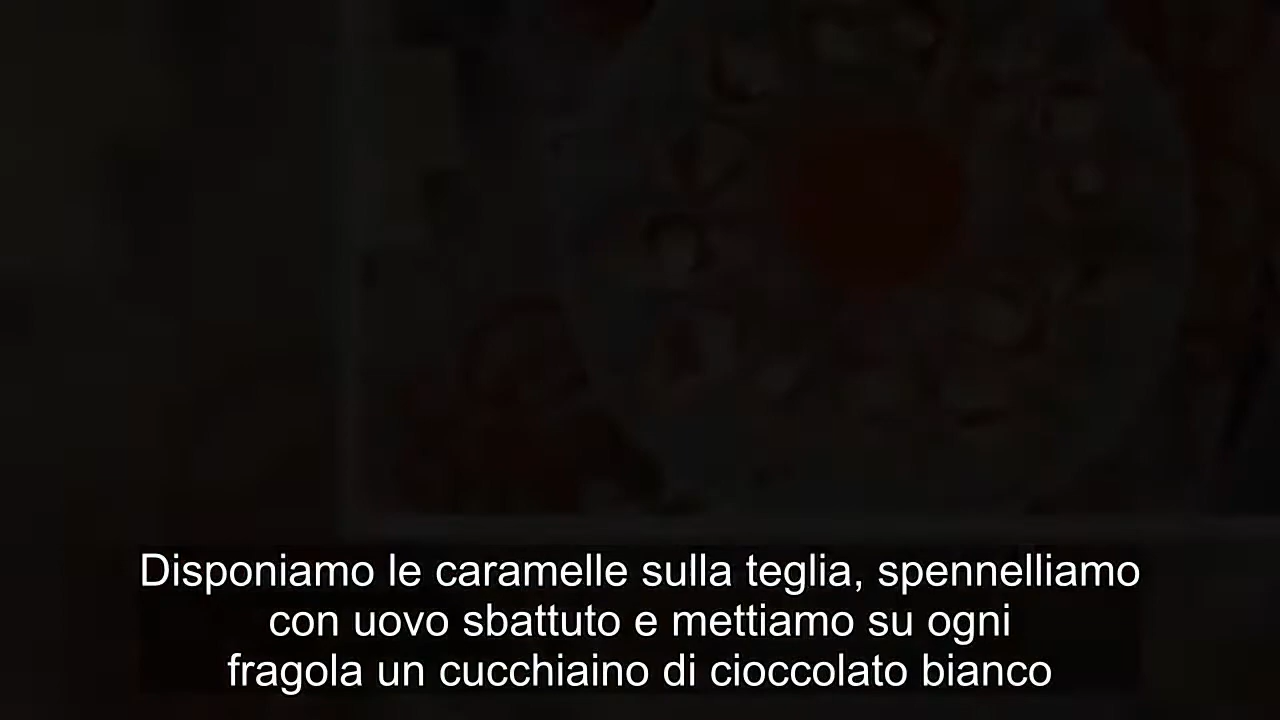 Disponiamo le caramelle sulla teglia, spennelliamo
con uovo sbattuto e mettiamo su ogni
fragola un cucchiaino di cioccolato bianco